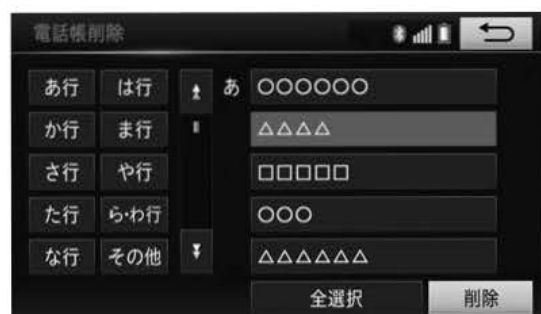 電話帳削除
あ行 は行 あ ○○○○○○
か行 ま行 △△△△
さ行 や行 □□□□□
た行 ら・わ行 ○○○
な行 その他 △△△△△△
全選択 削除